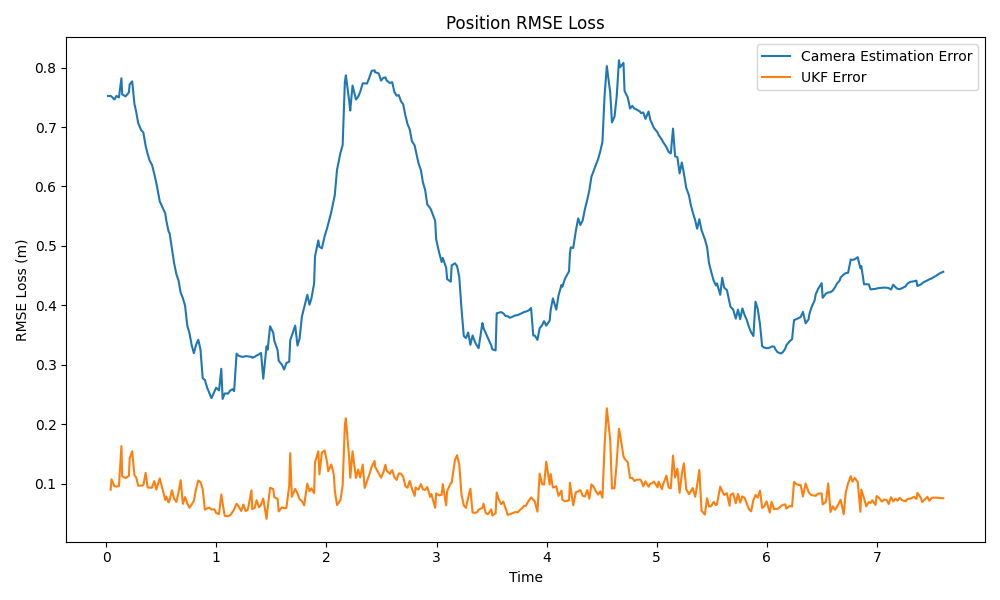 Position RMSE Loss
Camera Estimation Error
UKF Error
RMSE Loss (m)
0.8
0.7
0.6
0.5
0.4
0.3
0.2
0.1
0 1 2 3 4 5 6 7
Time